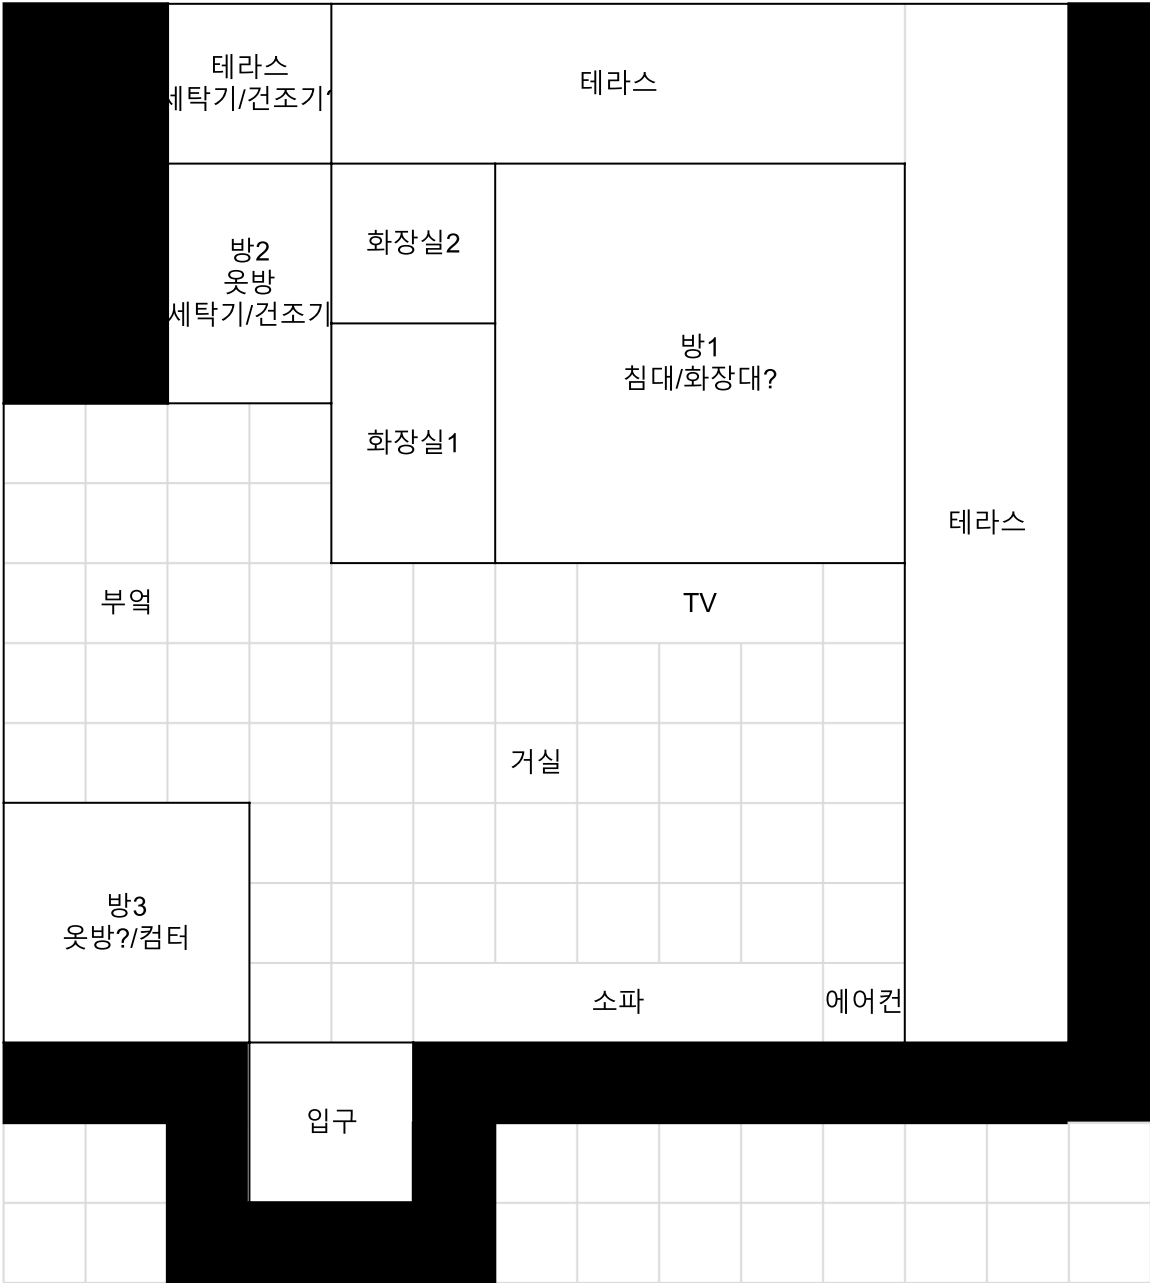 테라스
세탁기/건조기?
테라스
방2
옷방
세탁기/건조기
화장실2
방1
침대/화장대?
화장실1
테라스
부엌
TV
거실
방3
옷방?/컴터
소파
에어컨
입구